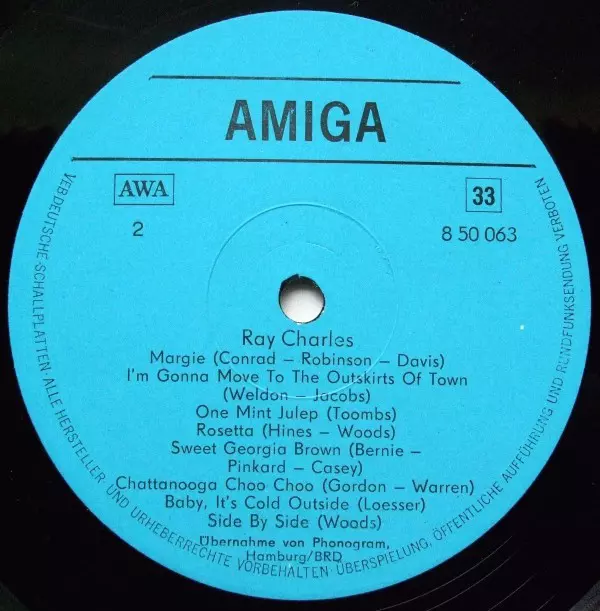 AMIGA
AWA
33
2
8 50 063
Ray Charles
Margie (Conrad – Robinson – Davis)
I'm Gonna Move To The Outskirts Of Town
(Weldon – Jacobs)
One Mint Julep (Toombs)
Rosetta (Hines – Woods)
Sweet Georgia Brown (Bernie –
Pinkard – Casey)
Chattanooga Choo Choo (Gordon – Warren)
Baby, It's Cold Outside (Loesser)
Side By Side (Woods)
Übernahme von Phonogram,
Hamburg/BRD
VEB DEUTSCHE SCHALLPLATTEN · ALLE HERSTELLER- UND URHEBERRECHTE VORBEHALTEN · ÜBERSPIELUNG, ÖFFENTLICHE AUFFÜHRUNG UND RUNDFUNKSENDUNG VERBOTEN